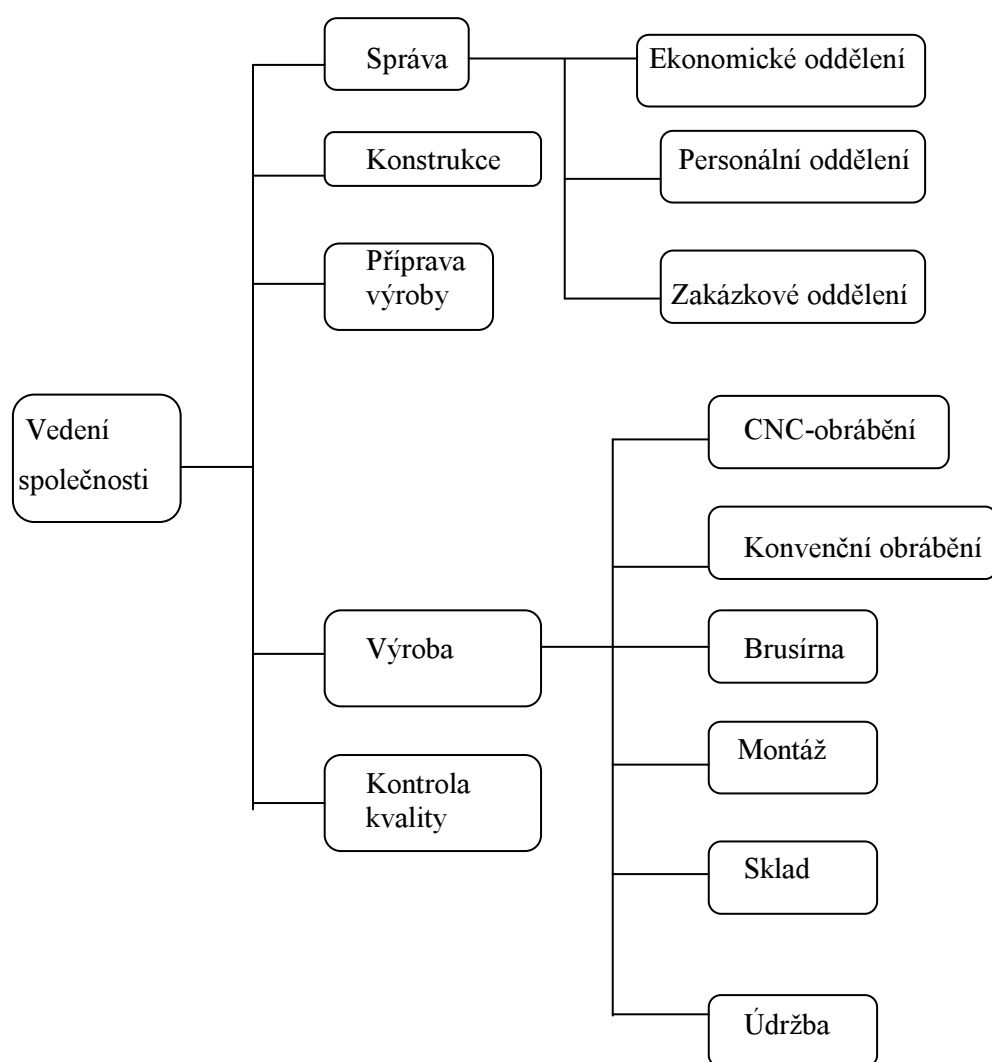 Správa
Ekonomické oddělení
Konstrukce
Personální oddělení
Příprava
výroby
Zakázkové oddělení
Vedení
společnosti
CNC-obrábění
Konvenční obrábění
Výroba
Brusírna
Montáž
Kontrola
kvality
Sklad
Údržba